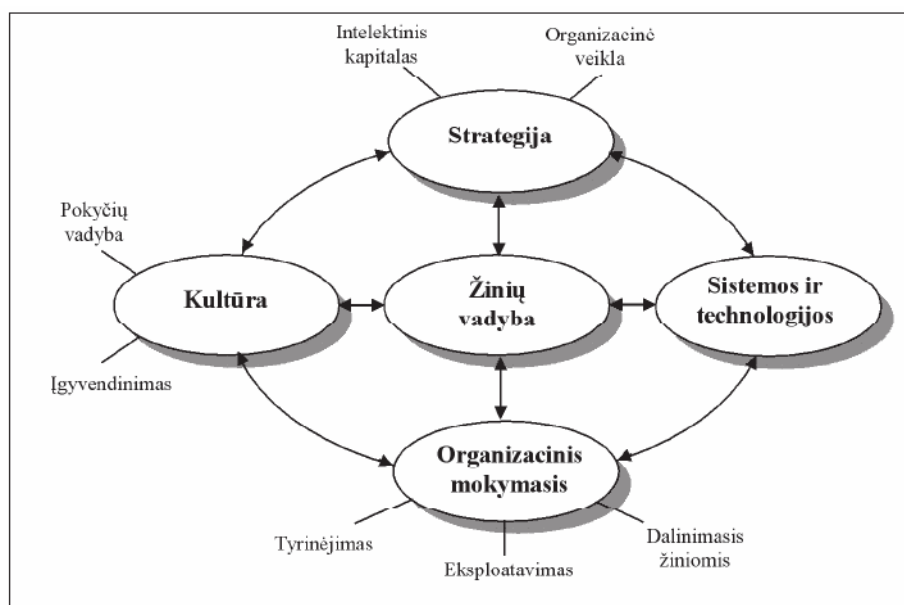 Intelektinis
kapitalas
Organizacinė
veikla
Strategija
Pokyčių
vadyba
Kultūra
Žinių
vadyba
Sistemos ir
technologijos
Įgyvendinimas
Organizacinis
mokymasis
Tyrinėjimas
Eksploatavimas
Dalinimasis
žiniomis